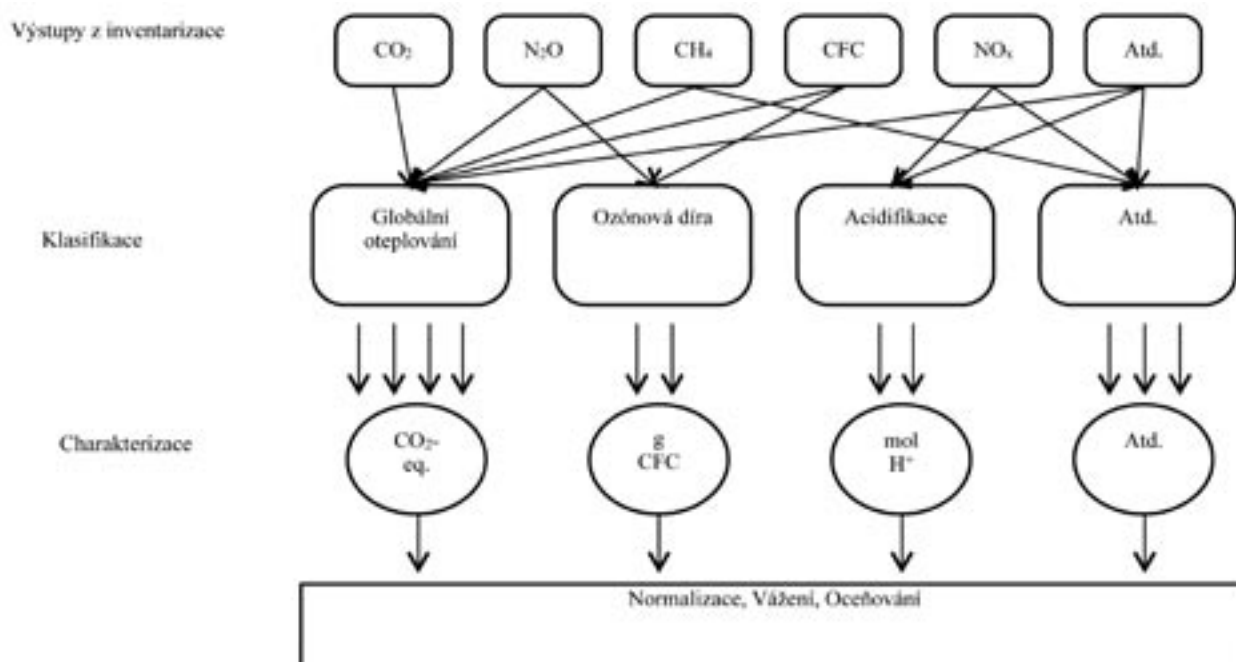 Výstupy z inventarizace
CO₂
N₂O
CH₄
CFC
NOₓ
Atd.
Klasifikace
Globální
oteplování
Ozónová díra
Acidifikace
Atd.
Charakterizace
CO₂-
eq.
g
CFC
mol
H⁺
Atd.
Normalizace, Vážení, Oceňování